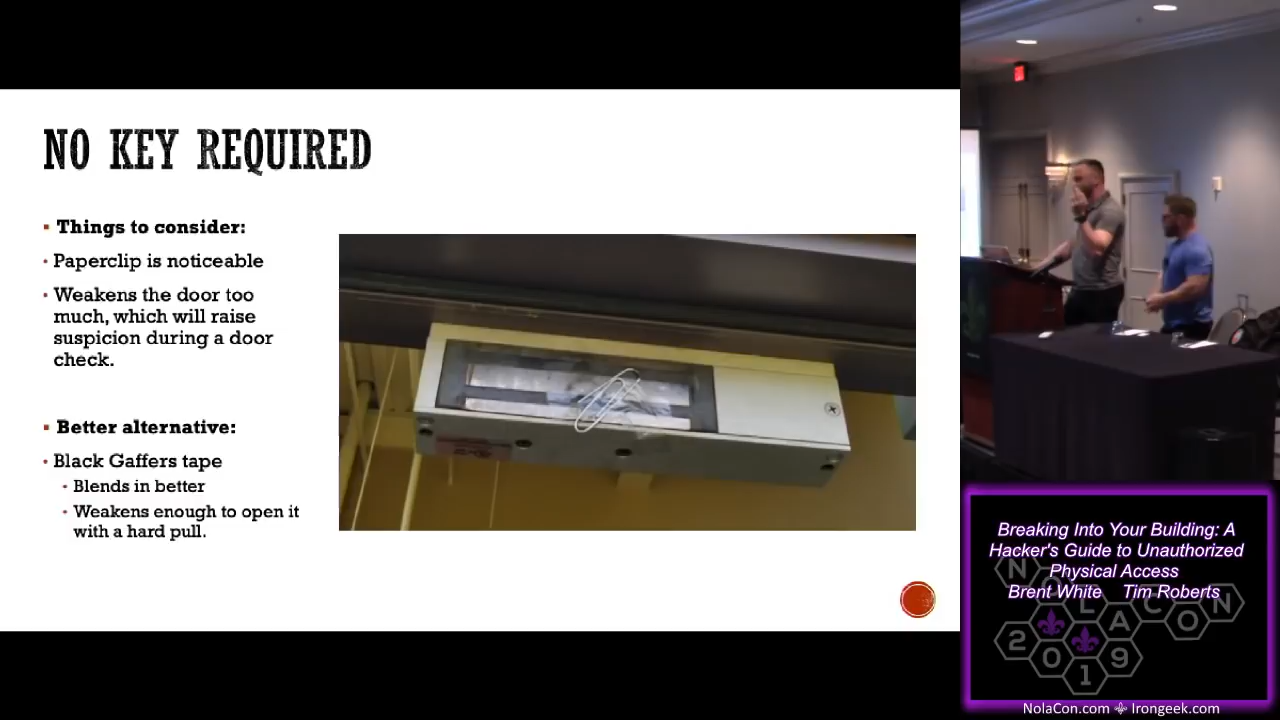 NO KEY REQUIRED
▪ Things to consider:
• Paperclip is noticeable
• Weakens the door too
much, which will raise
suspicion during a door
check.
▪ Better alternative:
• Black Gaffers tape
• Blends in better
• Weakens enough to open it
with a hard pull.
Breaking Into Your Building: A
Hacker's Guide to Unauthorized
Physical Access
Brent White Tim Roberts
NOLACON
2019
NolaCon.com ⚜ Irongeek.com